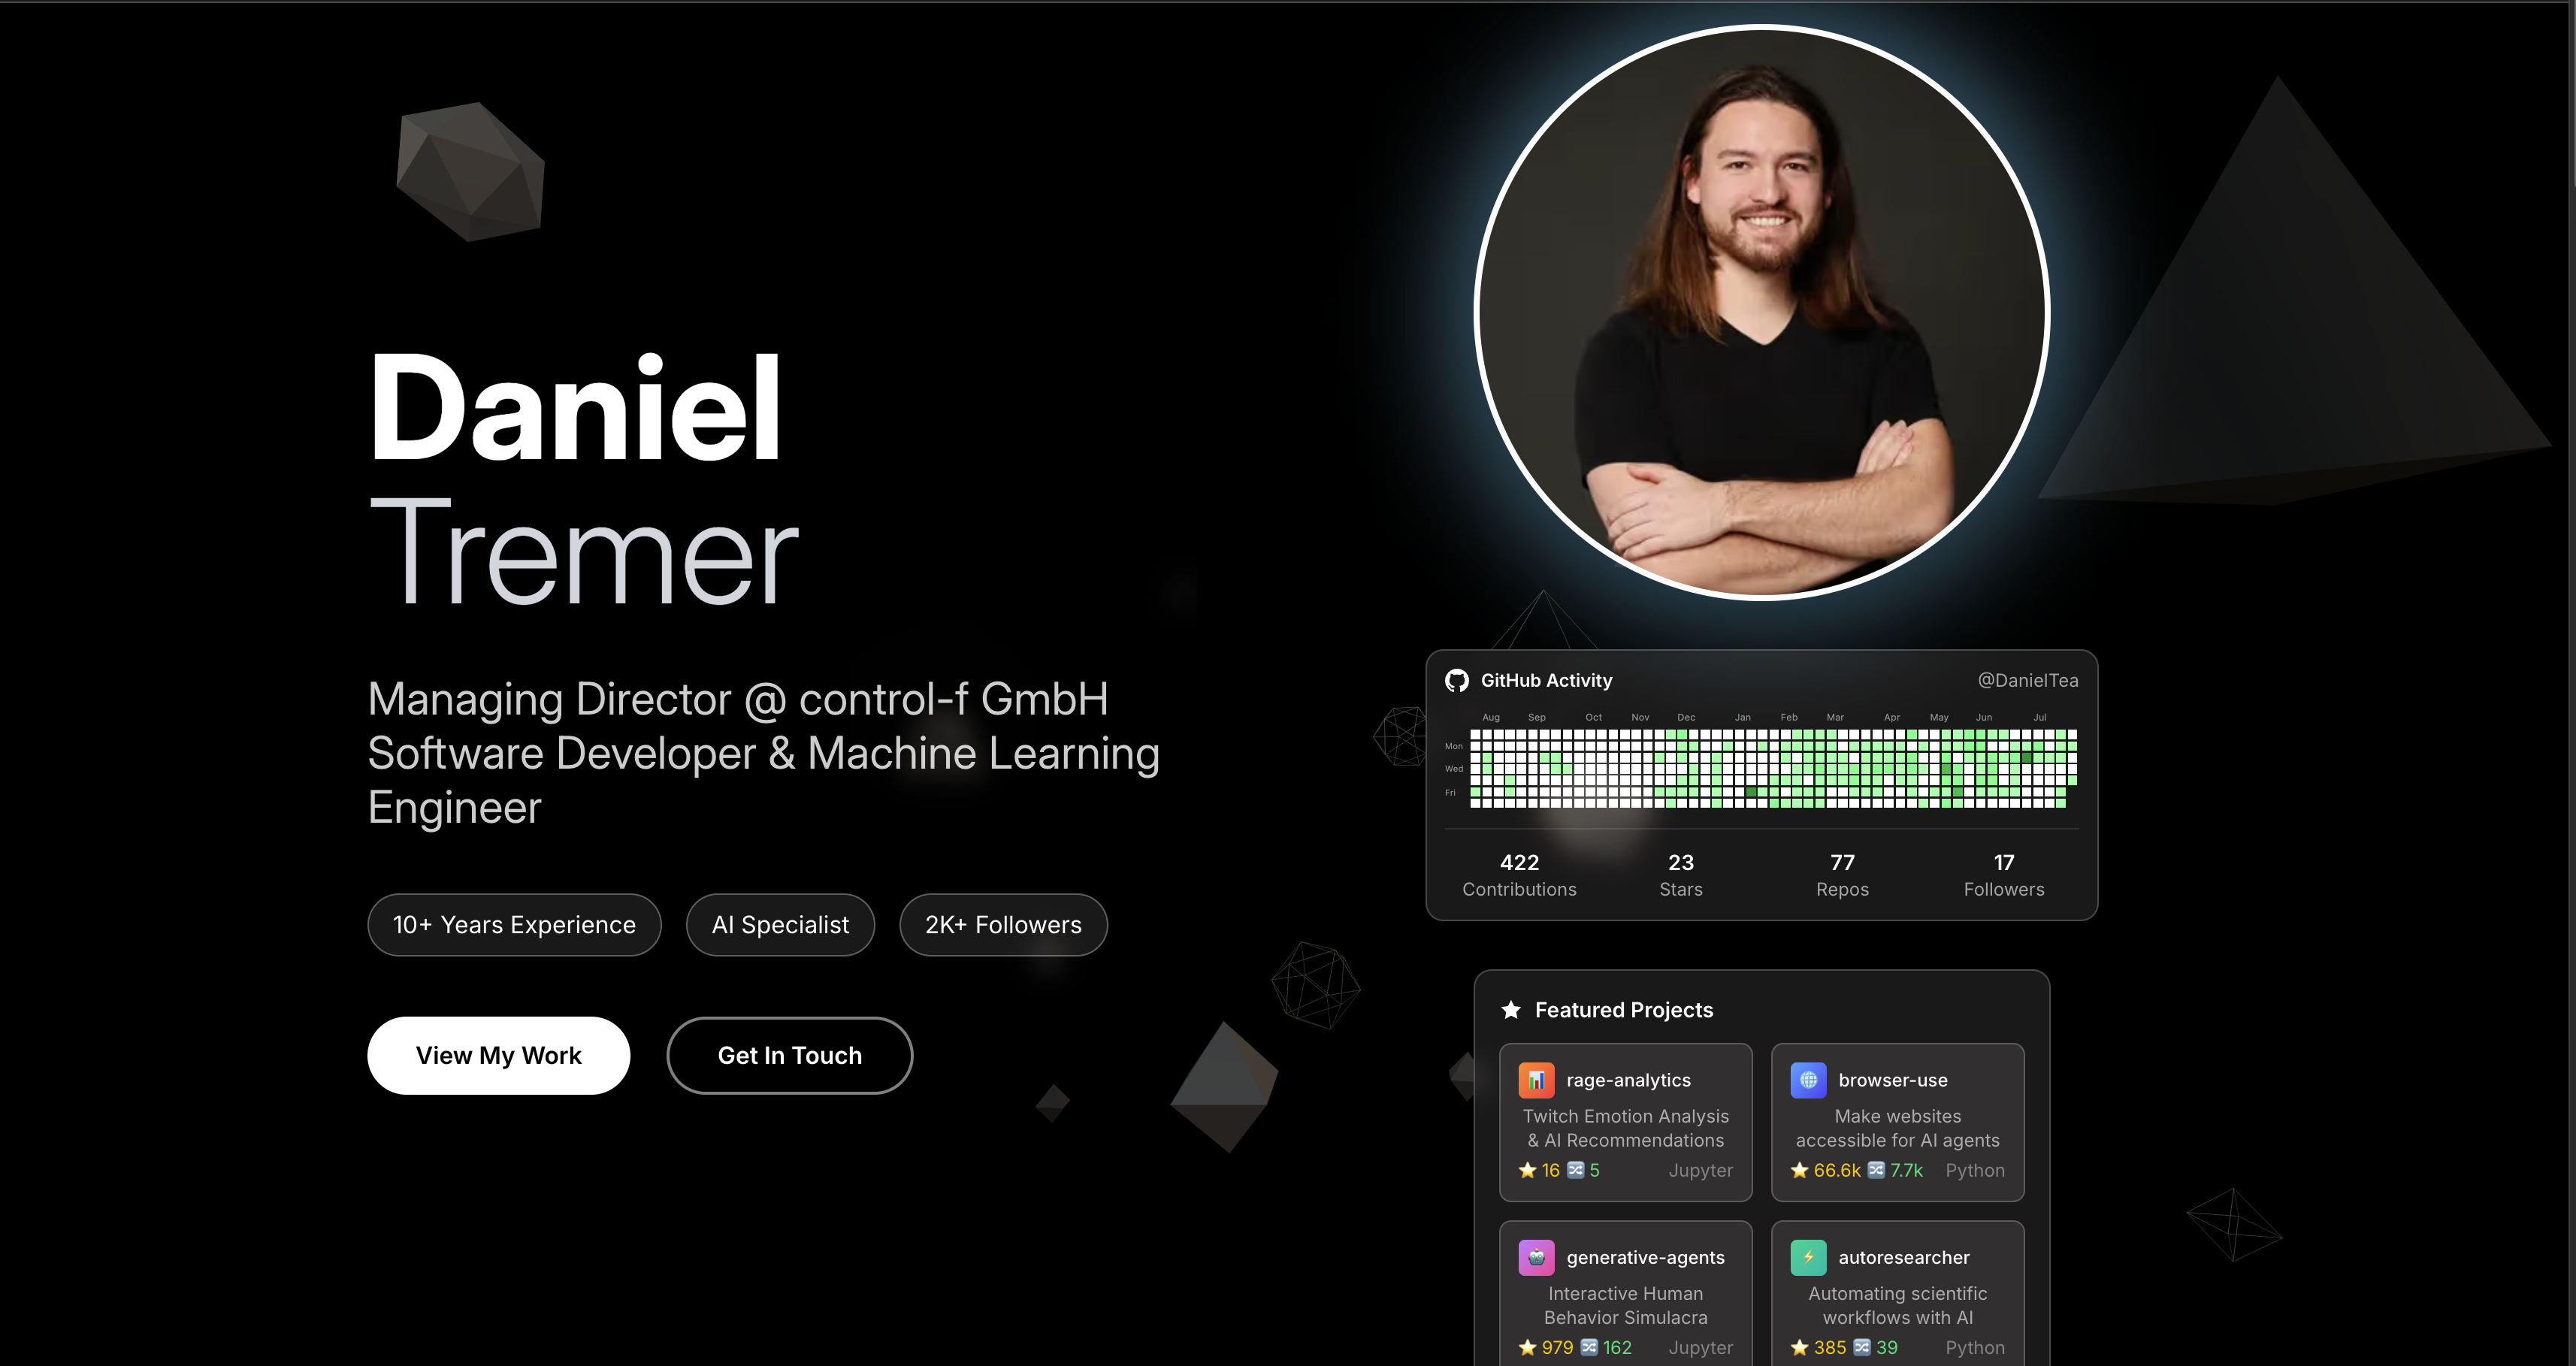 Daniel
Tremer
Managing Director @ control-f GmbH
Software Developer & Machine Learning
Engineer
10+ Years Experience
AI Specialist
2K+ Followers
View My Work
Get In Touch
GitHub Activity
@DanielTea
Aug Sep Oct Nov Dec Jan Feb Mar Apr May Jun Jul
Mon
Wed
Fri
422
Contributions
23
Stars
77
Repos
17
Followers
Featured Projects
rage-analytics
Twitch Emotion Analysis
& AI Recommendations
16 5 Jupyter
browser-use
Make websites
accessible for AI agents
66.6k 7.7k Python
generative-agents
Interactive Human
Behavior Simulacra
979 162 Jupyter
autoresearcher
Automating scientific
workflows with AI
385 39 Python